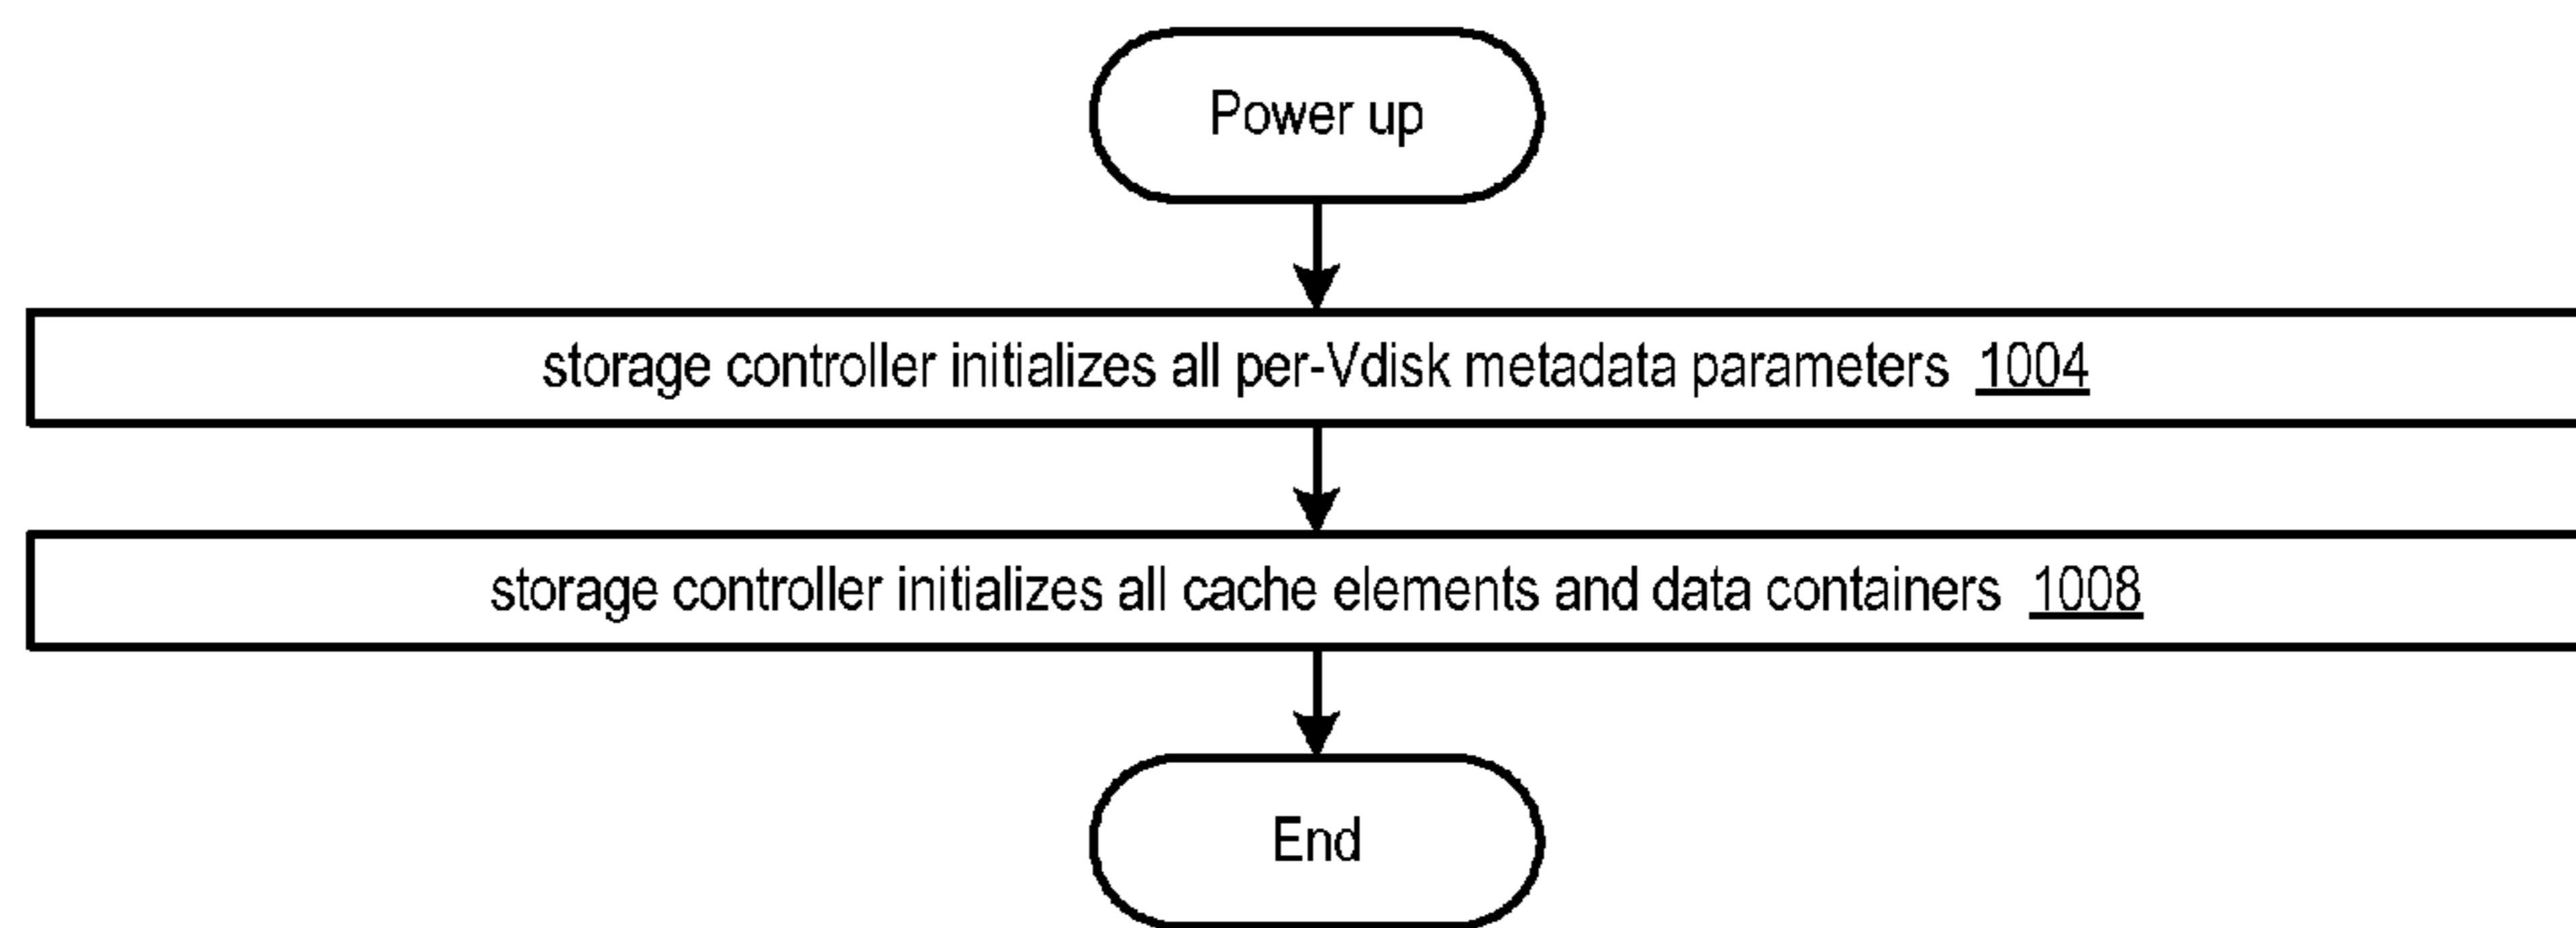 Power up
storage controller initializes all per-Vdisk metadata parameters 1004
storage controller initializes all cache elements and data containers 1008
End